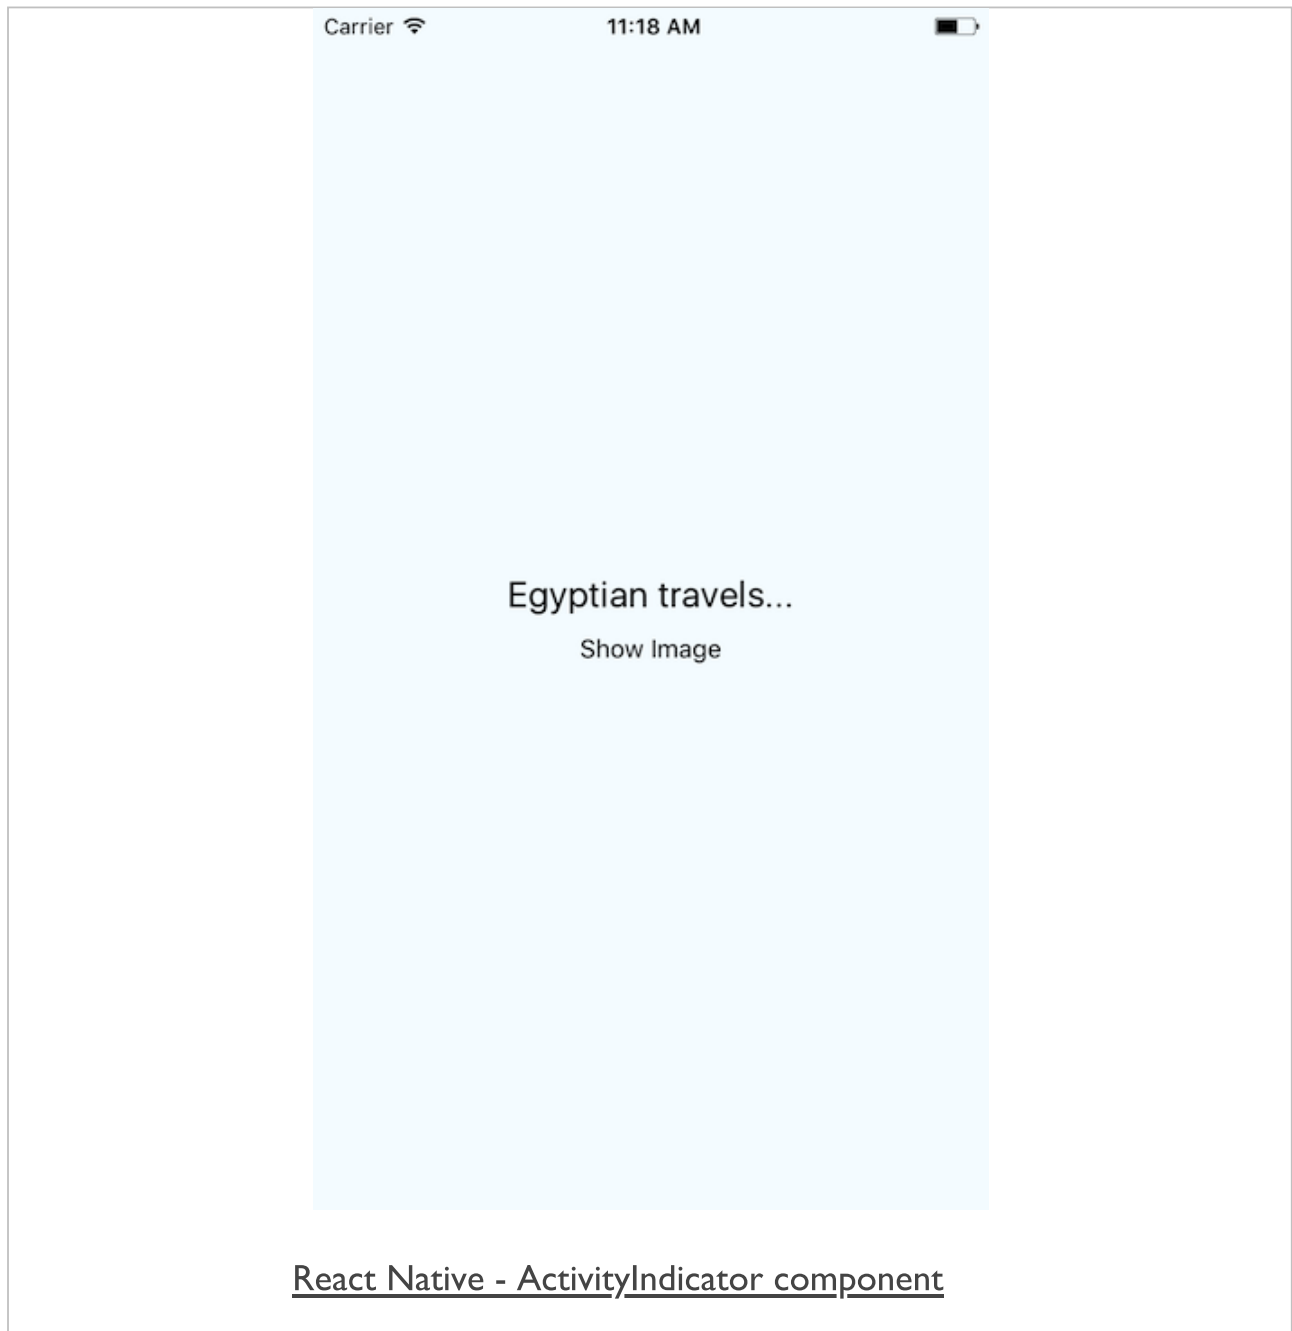 Carrier 11:18 AM
Egyptian travels...
Show Image
React Native - ActivityIndicator component